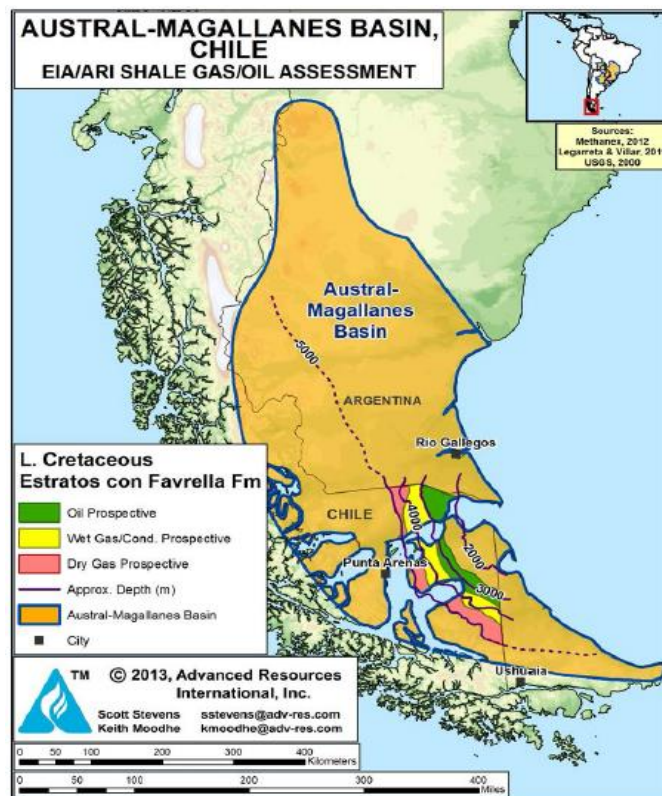 AUSTRAL-MAGALLANES BASIN,
CHILE
EIA/ARI SHALE GAS/OIL ASSESSMENT
Sources:
Methanex, 2012
Legarreta & Villar, 201
USGS, 2000
Austral-
Magallanes
Basin
5000
ARGENTINA
Rio Gallegos
L. Cretaceous
Estratos con Favrella Fm
Oil Prospective
Wet Gas/Cond. Prospective
Dry Gas Prospective
Approx. Depth (m)
Austral-Magallanes Basin
City
CHILE
4000
2000
Punta Arenas
3000
Ushuaia
TM
© 2013, Advanced Resources
International, Inc.
Scott Stevens sstevens@adv-res.com
Keith Moodhe kmoodhe@adv-res.com
0 50 100 200 300 400
Kilometers
0 50 100 200 300 400
Miles